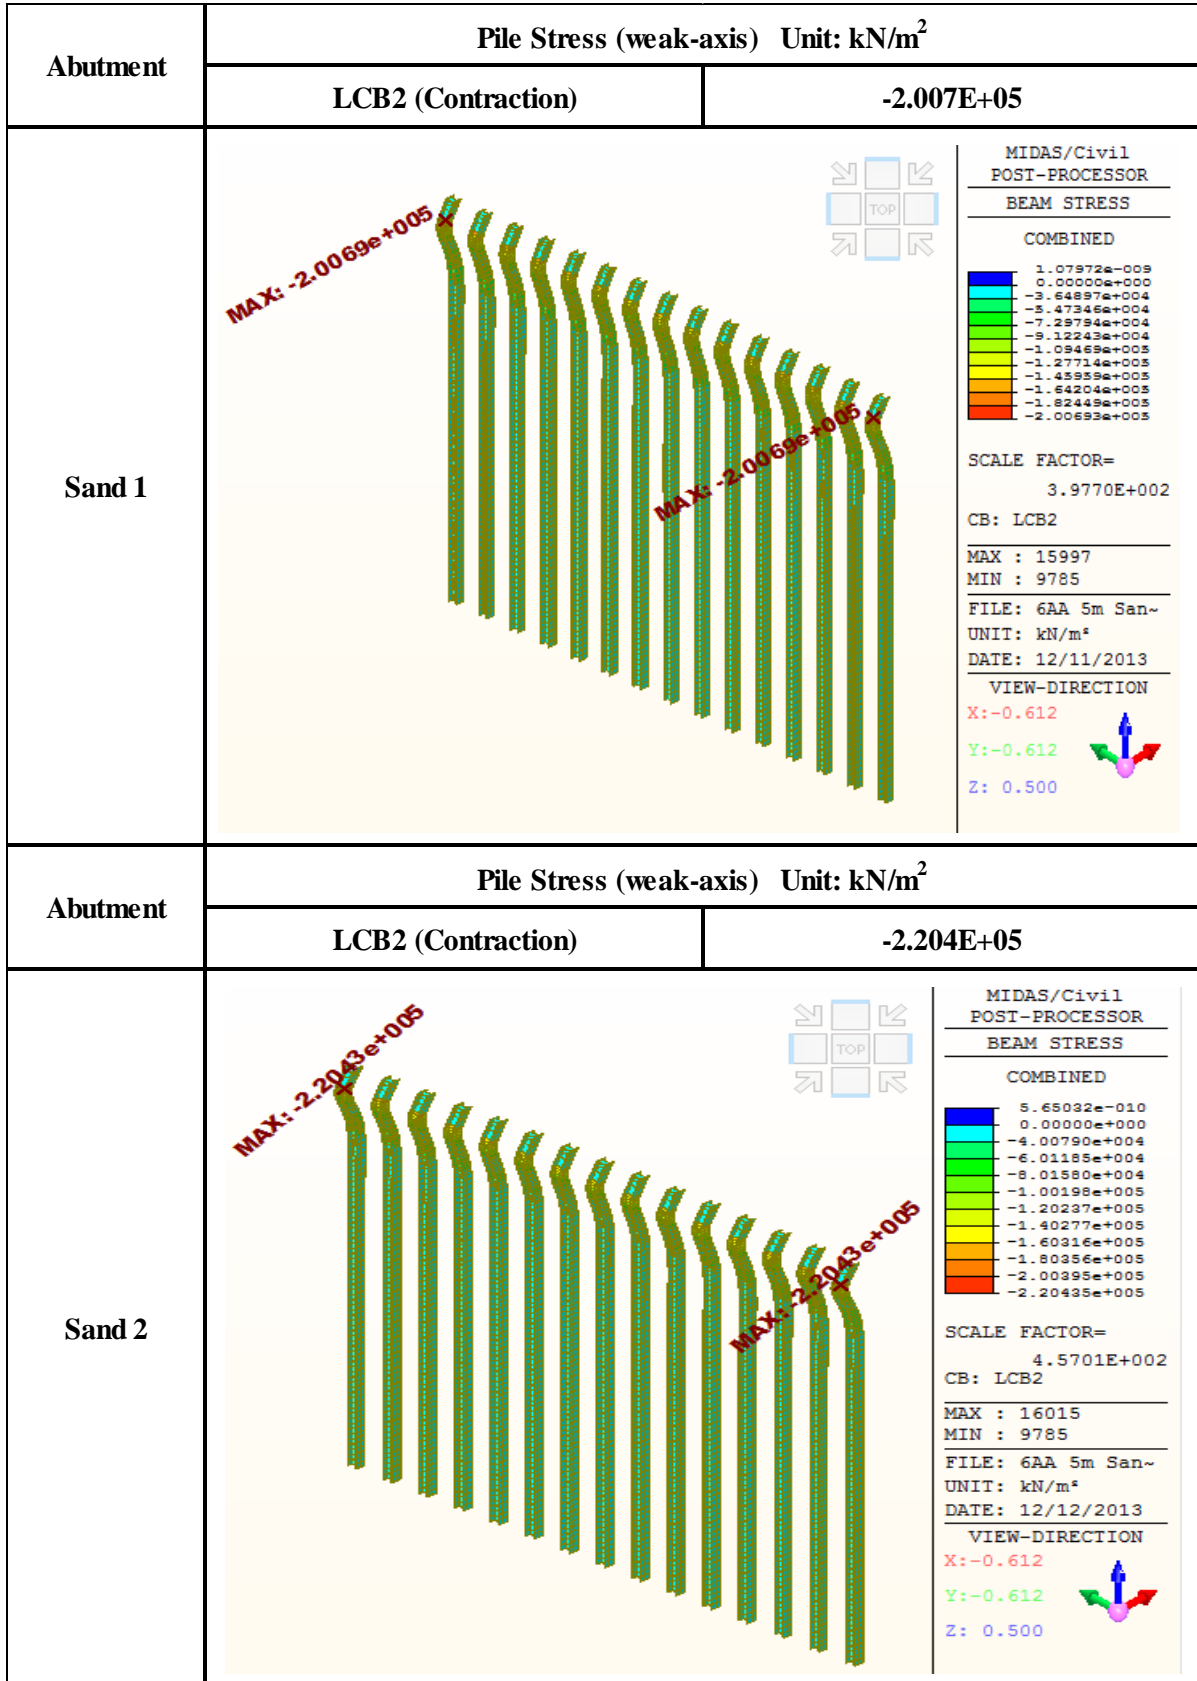 Abutment
Pile Stress (weak-axis) Unit: kN/m²
LCB2 (Contraction)
-2.007E+05
Sand 1
MAX: -2.0069e+005
MAX: -2.0069e+005
TOP
MIDAS/Civil
POST-PROCESSOR
BEAM STRESS
COMBINED
1.07972e-009
0.00000e+000
-3.64897e+004
-5.47346e+004
-7.29794e+004
-9.12243e+004
-1.09469e+005
-1.27714e+005
-1.45959e+005
-1.64204e+005
-1.82449e+005
-2.00693e+005
SCALE FACTOR=
3.9770E+002
CB: LCB2
MAX : 15997
MIN : 9785
FILE: 6AA 5m San~
UNIT: kN/m²
DATE: 12/11/2013
VIEW-DIRECTION
X:-0.612
Y:-0.612
Z: 0.500
Abutment
Pile Stress (weak-axis) Unit: kN/m²
LCB2 (Contraction)
-2.204E+05
Sand 2
MAX: -2.2043e+005
MAX: -2.2043e+005
TOP
MIDAS/Civil
POST-PROCESSOR
BEAM STRESS
COMBINED
5.65032e-010
0.00000e+000
-4.00790e+004
-6.01185e+004
-8.01580e+004
-1.00198e+005
-1.20237e+005
-1.40277e+005
-1.60316e+005
-1.80356e+005
-2.00395e+005
-2.20435e+005
SCALE FACTOR=
4.5701E+002
CB: LCB2
MAX : 16015
MIN : 9785
FILE: 6AA 5m San~
UNIT: kN/m²
DATE: 12/12/2013
VIEW-DIRECTION
X:-0.612
Y:-0.612
Z: 0.500